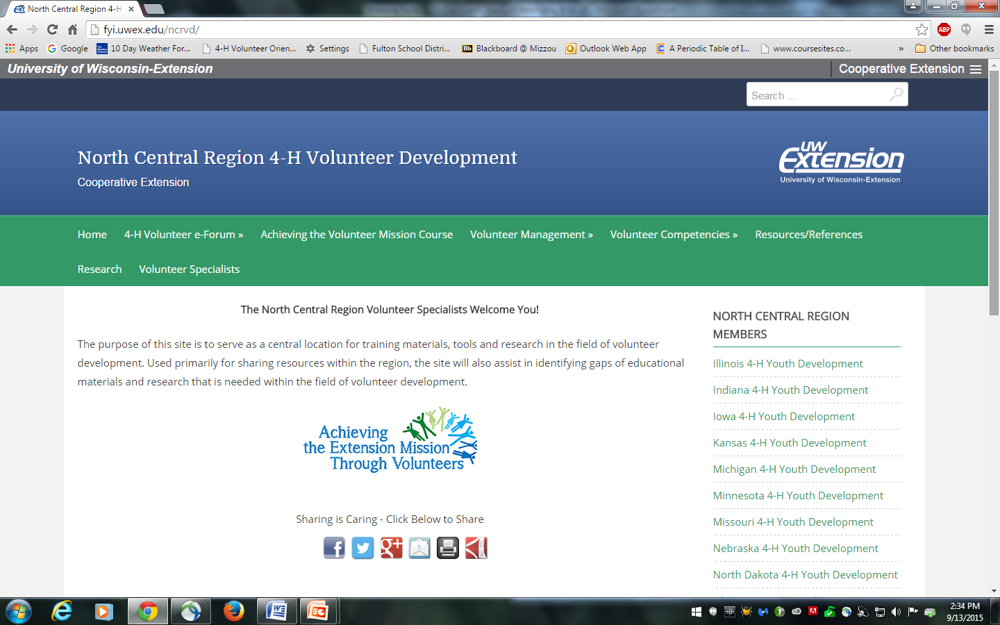 North Central Region 4-H
fyi.uwex.edu/ncrvd/
ABP
Apps
Google
10 Day Weather For...
4-H Volunteer Orien...
Settings
Fulton School Distri...
Bb
Blackboard @ Mizzou
Outlook Web App
A Periodic Table of I...
www.coursesites.co...
»
Other bookmarks
University of Wisconsin-Extension
Cooperative Extension
Search ...
North Central Region 4-H Volunteer Development
Cooperative Extension
UW
Extension
University of Wisconsin-Extension
Home
4-H Volunteer e-Forum »
Achieving the Volunteer Mission Course
Volunteer Management »
Volunteer Competencies »
Resources/References
Research
Volunteer Specialists
The North Central Region Volunteer Specialists Welcome You!
The purpose of this site is to serve as a central location for training materials, tools and research in the field of volunteer
development. Used primarily for sharing resources within the region, the site will also assist in identifying gaps of educational
materials and research that is needed within the field of volunteer development.
Achieving
the Extension Mission
Through Volunteers
Sharing is Caring - Click Below to Share
NORTH CENTRAL REGION
MEMBERS
Illinois 4-H Youth Development
Indiana 4-H Youth Development
Iowa 4-H Youth Development
Kansas 4-H Youth Development
Michigan 4-H Youth Development
Minnesota 4-H Youth Development
Missouri 4-H Youth Development
Nebraska 4-H Youth Development
North Dakota 4-H Youth Development
2:34 PM
9/13/2015